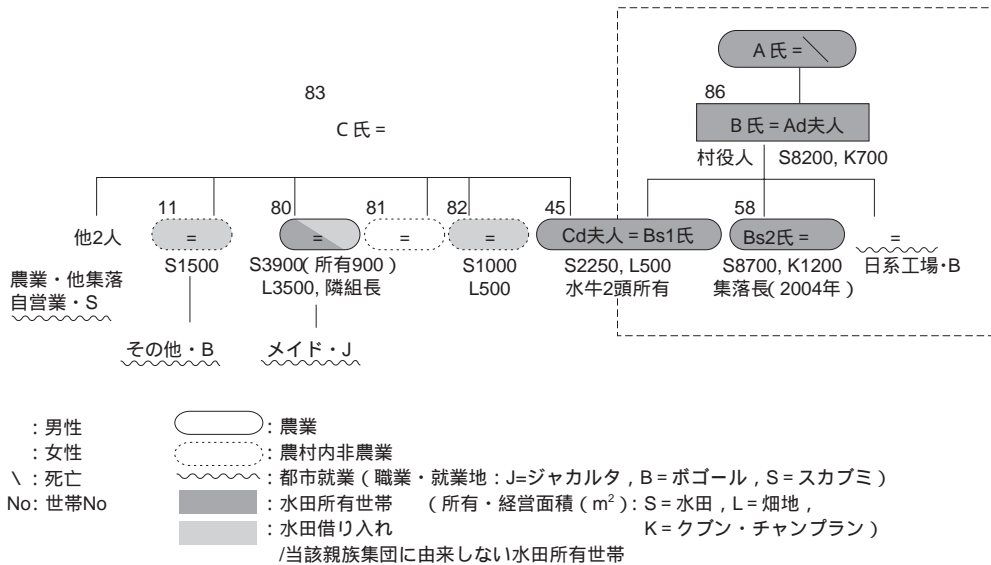 A 氏 = \
86
B 氏 = Ad夫人
村役人 S8200, K700
83
C 氏 =
他2人
農業・他集落
自営業・S
11
=
S1500
その他・B
80
=
S3900( 所有900 )
L3500, 隣組長
メイド・J
81
=
82
=
S1000
L500
45
Cd夫人 = Bs1氏
S2250, L500
水牛2頭所有
58
Bs2氏 =
S8700, K1200
集落長( 2004年 )
=
日系工場・B
: 男性
: 女性
\ : 死亡
No: 世帯No
: 農業
: 農村内非農業
: 都市就業 ( 職業・就業地 : J=ジャカルタ , B = ボゴール , S = スカブミ )
: 水田所有世帯 ( 所有・経営面積 ( m² ) : S = 水田 , L = 畑地 ,
K = クブン・チャンプラン )
: 水田借り入れ
/当該親族集団に由来しない水田所有世帯